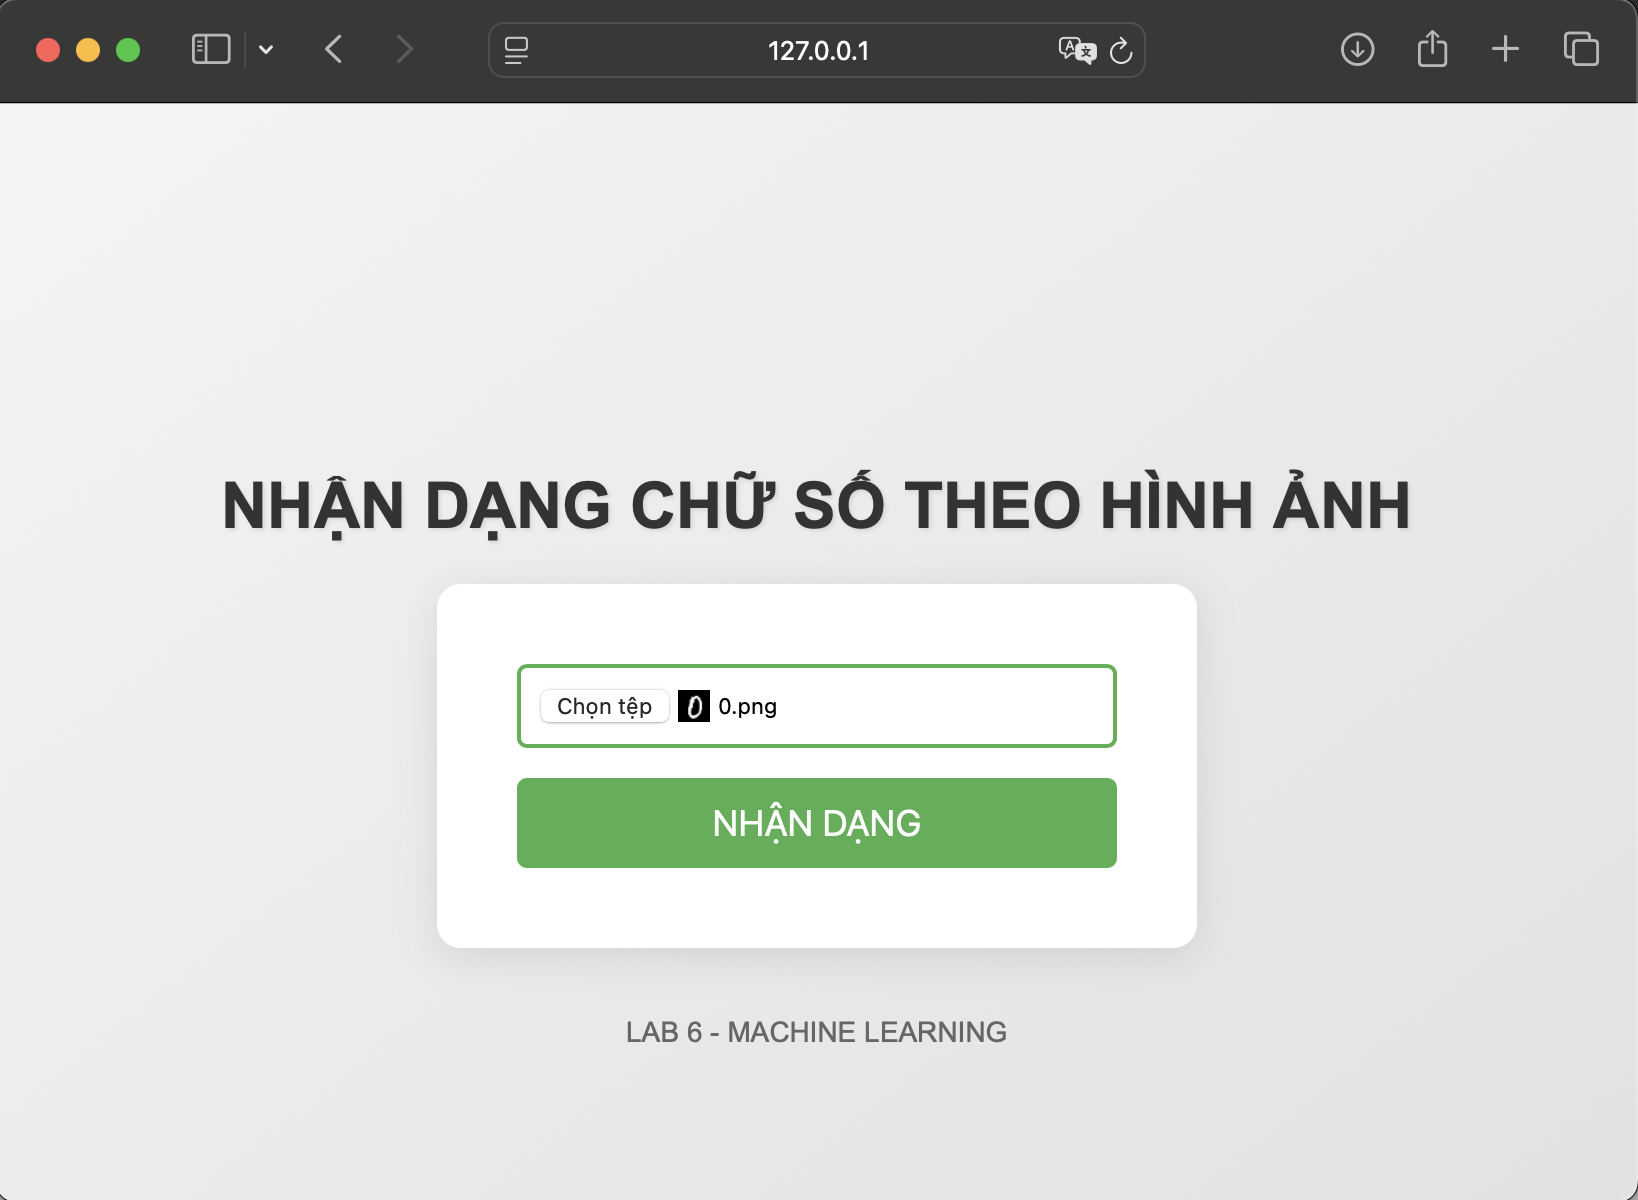 127.0.0.1
NHẬN DẠNG CHỮ SỐ THEO HÌNH ẢNH
Chọn tệp 0 0.png
NHẬN DẠNG
LAB 6 - MACHINE LEARNING